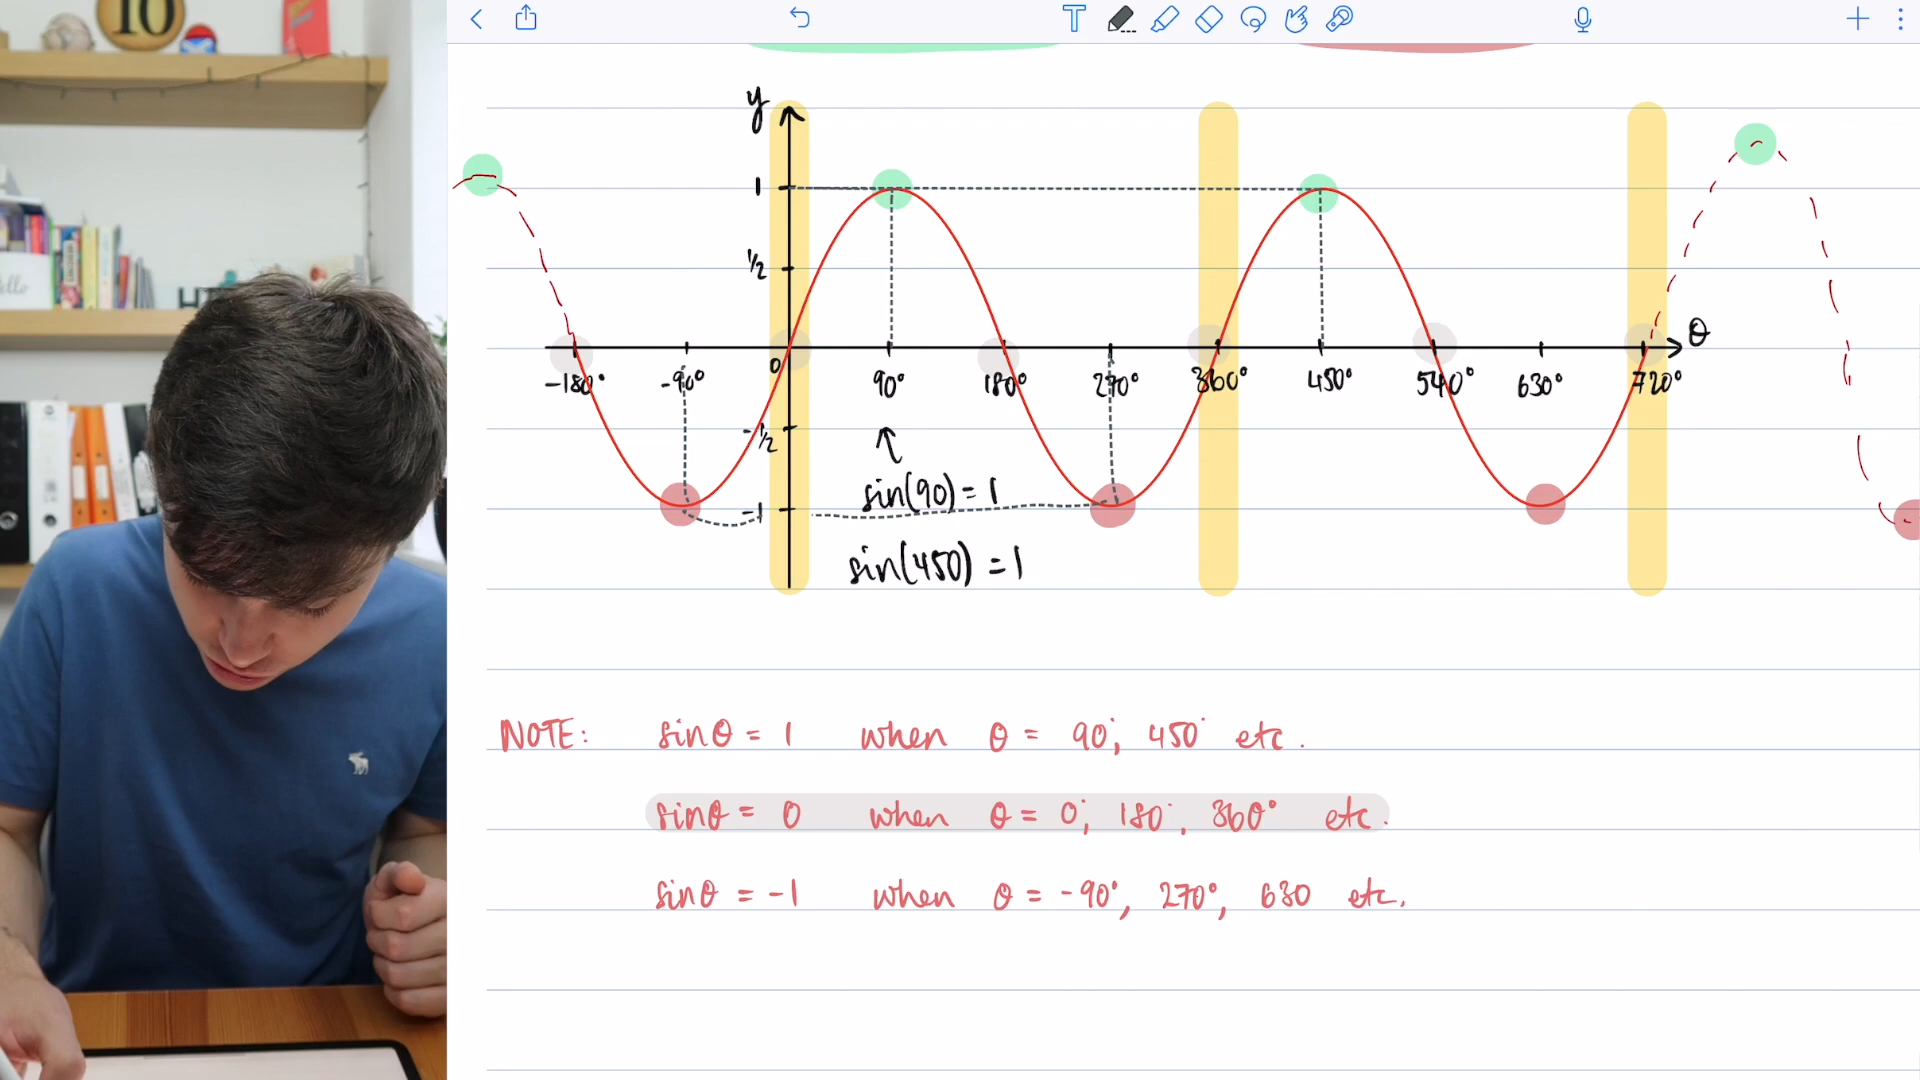 10
T
y
1
1/2
θ
-180° -90° 0 90° 180° 270° 360° 450° 540° 630° 720°
-1/2
sin(90) = 1
-1
sin(450) = 1
NOTE: sinθ = 1 when θ = 90°, 450° etc.
sinθ = 0 when θ = 0°, 180°, 360° etc.
sinθ = -1 when θ = -90°, 270°, 630 etc.